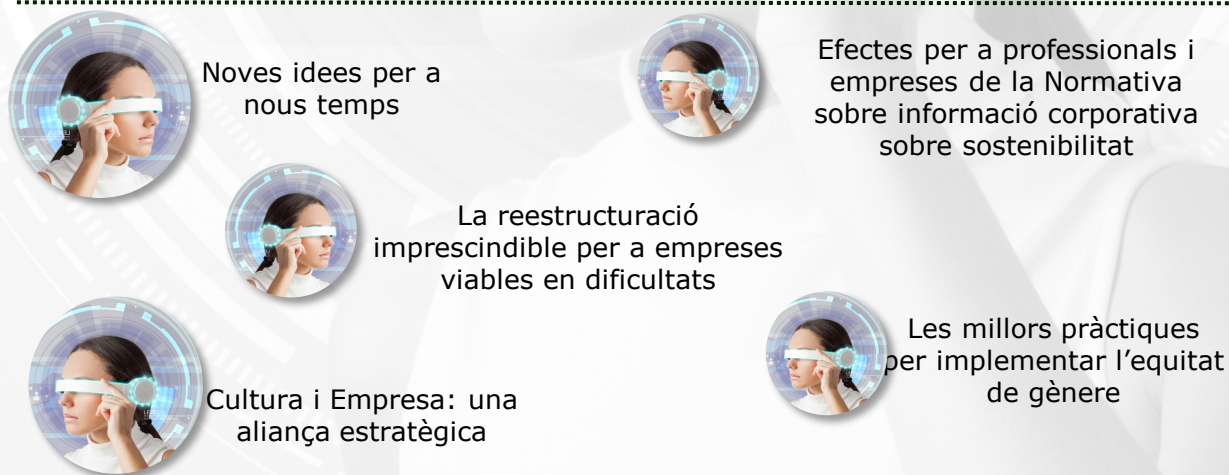 Noves idees per a
nous temps
Efectes per a professionals i
empreses de la Normativa
sobre informació corporativa
sobre sostenibilitat
La reestructuració
imprescindible per a empreses
viables en dificultats
Les millors pràctiques
per implementar l’equitat
de gènere
Cultura i Empresa: una
aliança estratègica